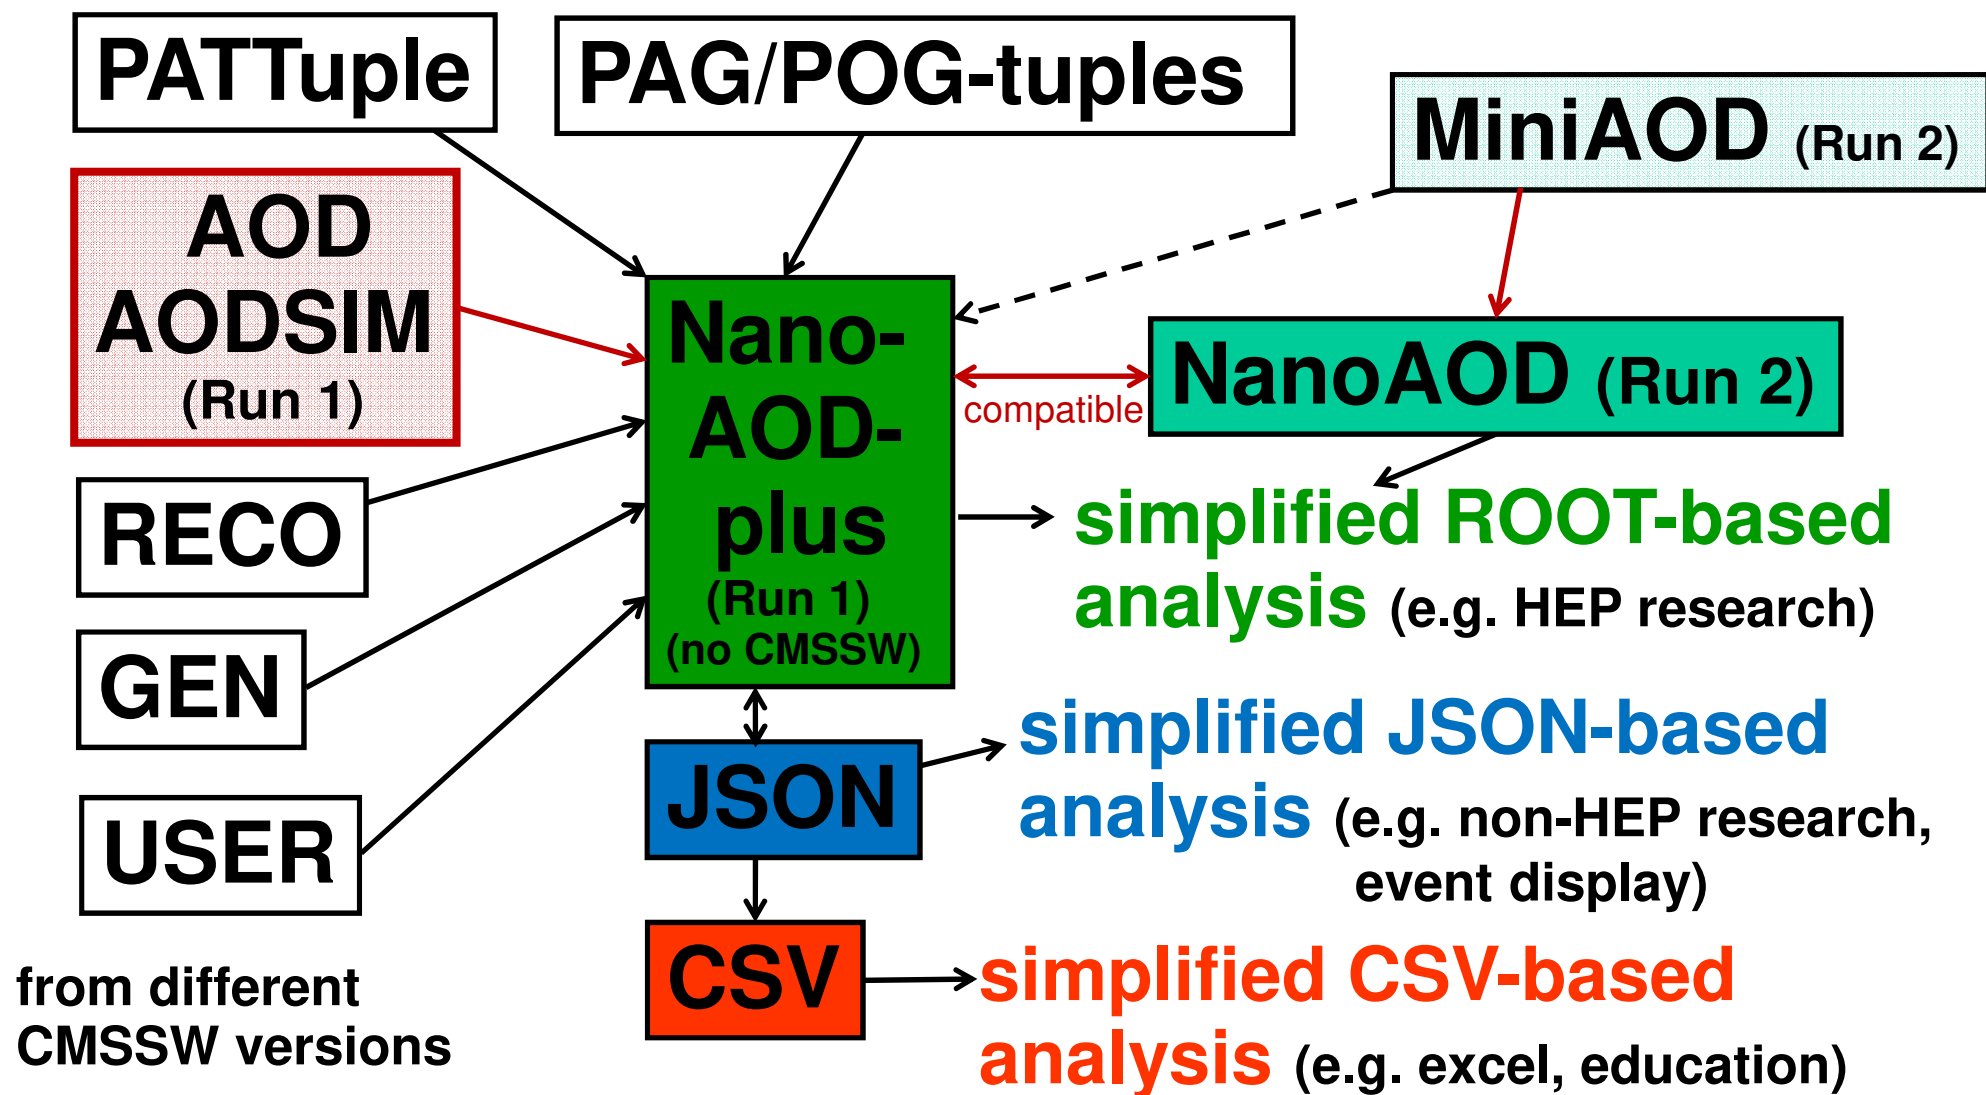 PATTuple
PAG/POG-tuples
MiniAOD (Run 2)
AOD
AODSIM
(Run 1)
Nano-
AOD-
plus
(Run 1)
(no CMSSW)
compatible
NanoAOD (Run 2)
RECO
GEN
USER
from different
CMSSW versions
simplified ROOT-based
analysis (e.g. HEP research)
JSON
simplified JSON-based
analysis (e.g. non-HEP research,
event display)
CSV
simplified CSV-based
analysis (e.g. excel, education)